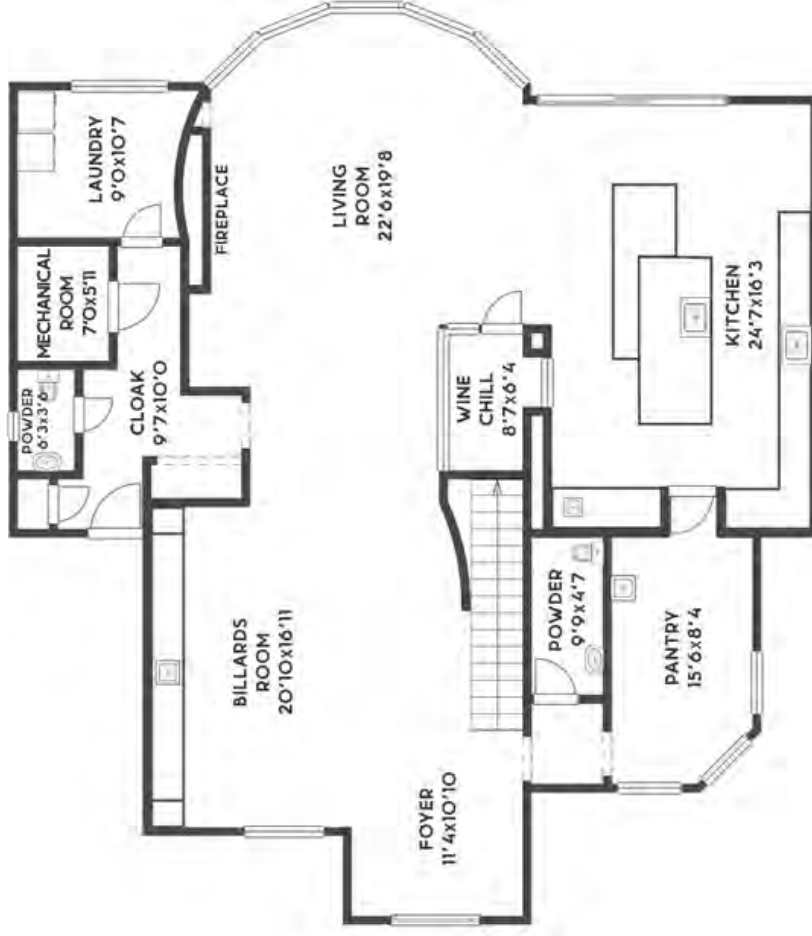 LAUNDRY
9'0x10'7
FIREPLACE
LIVING
ROOM
22'6x19'8
MECHANICAL
ROOM
7'0x5'11
KITCHEN
24'7x16'3
POWDER
6'3x3'6
CLOAK
9'7x10'0
WINE
CHILL
8'7x6'4
BILLARDS
ROOM
20'10x16'11
POWDER
9'9x4'7
PANTRY
15'6x8'4
FOYER
11'4x10'10